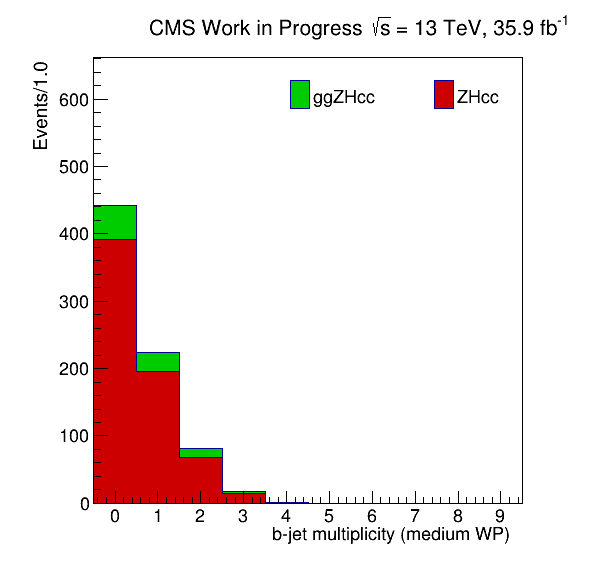 CMS Work in Progress √s = 13 TeV, 35.9 fb⁻¹
Events/1.0
ggZHcc ZHcc
600
500
400
300
200
100
0
0 1 2 3 4 5 6 7 8 9
b-jet multiplicity (medium WP)